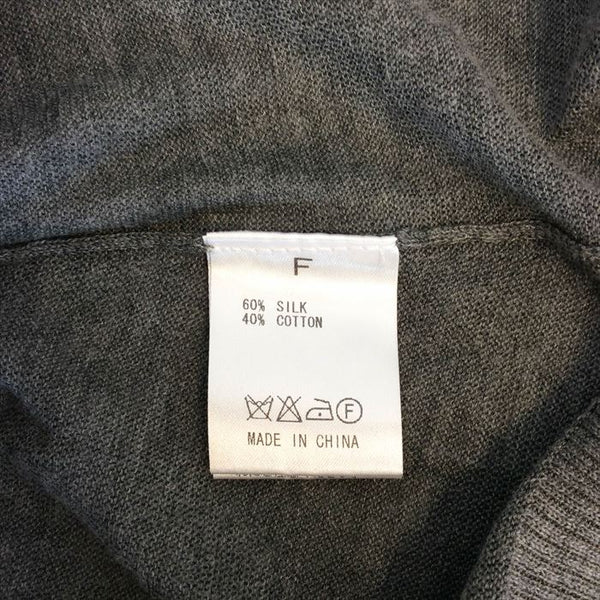 F
60% SILK
40% COTTON
F
MADE IN CHINA